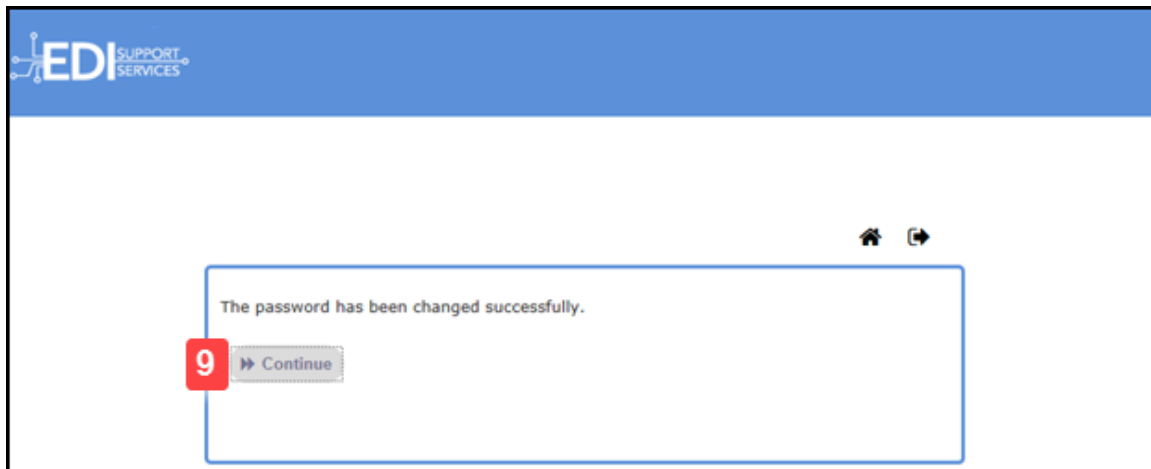 EDI SUPPORT SERVICES
The password has been changed successfully.
9 Continue